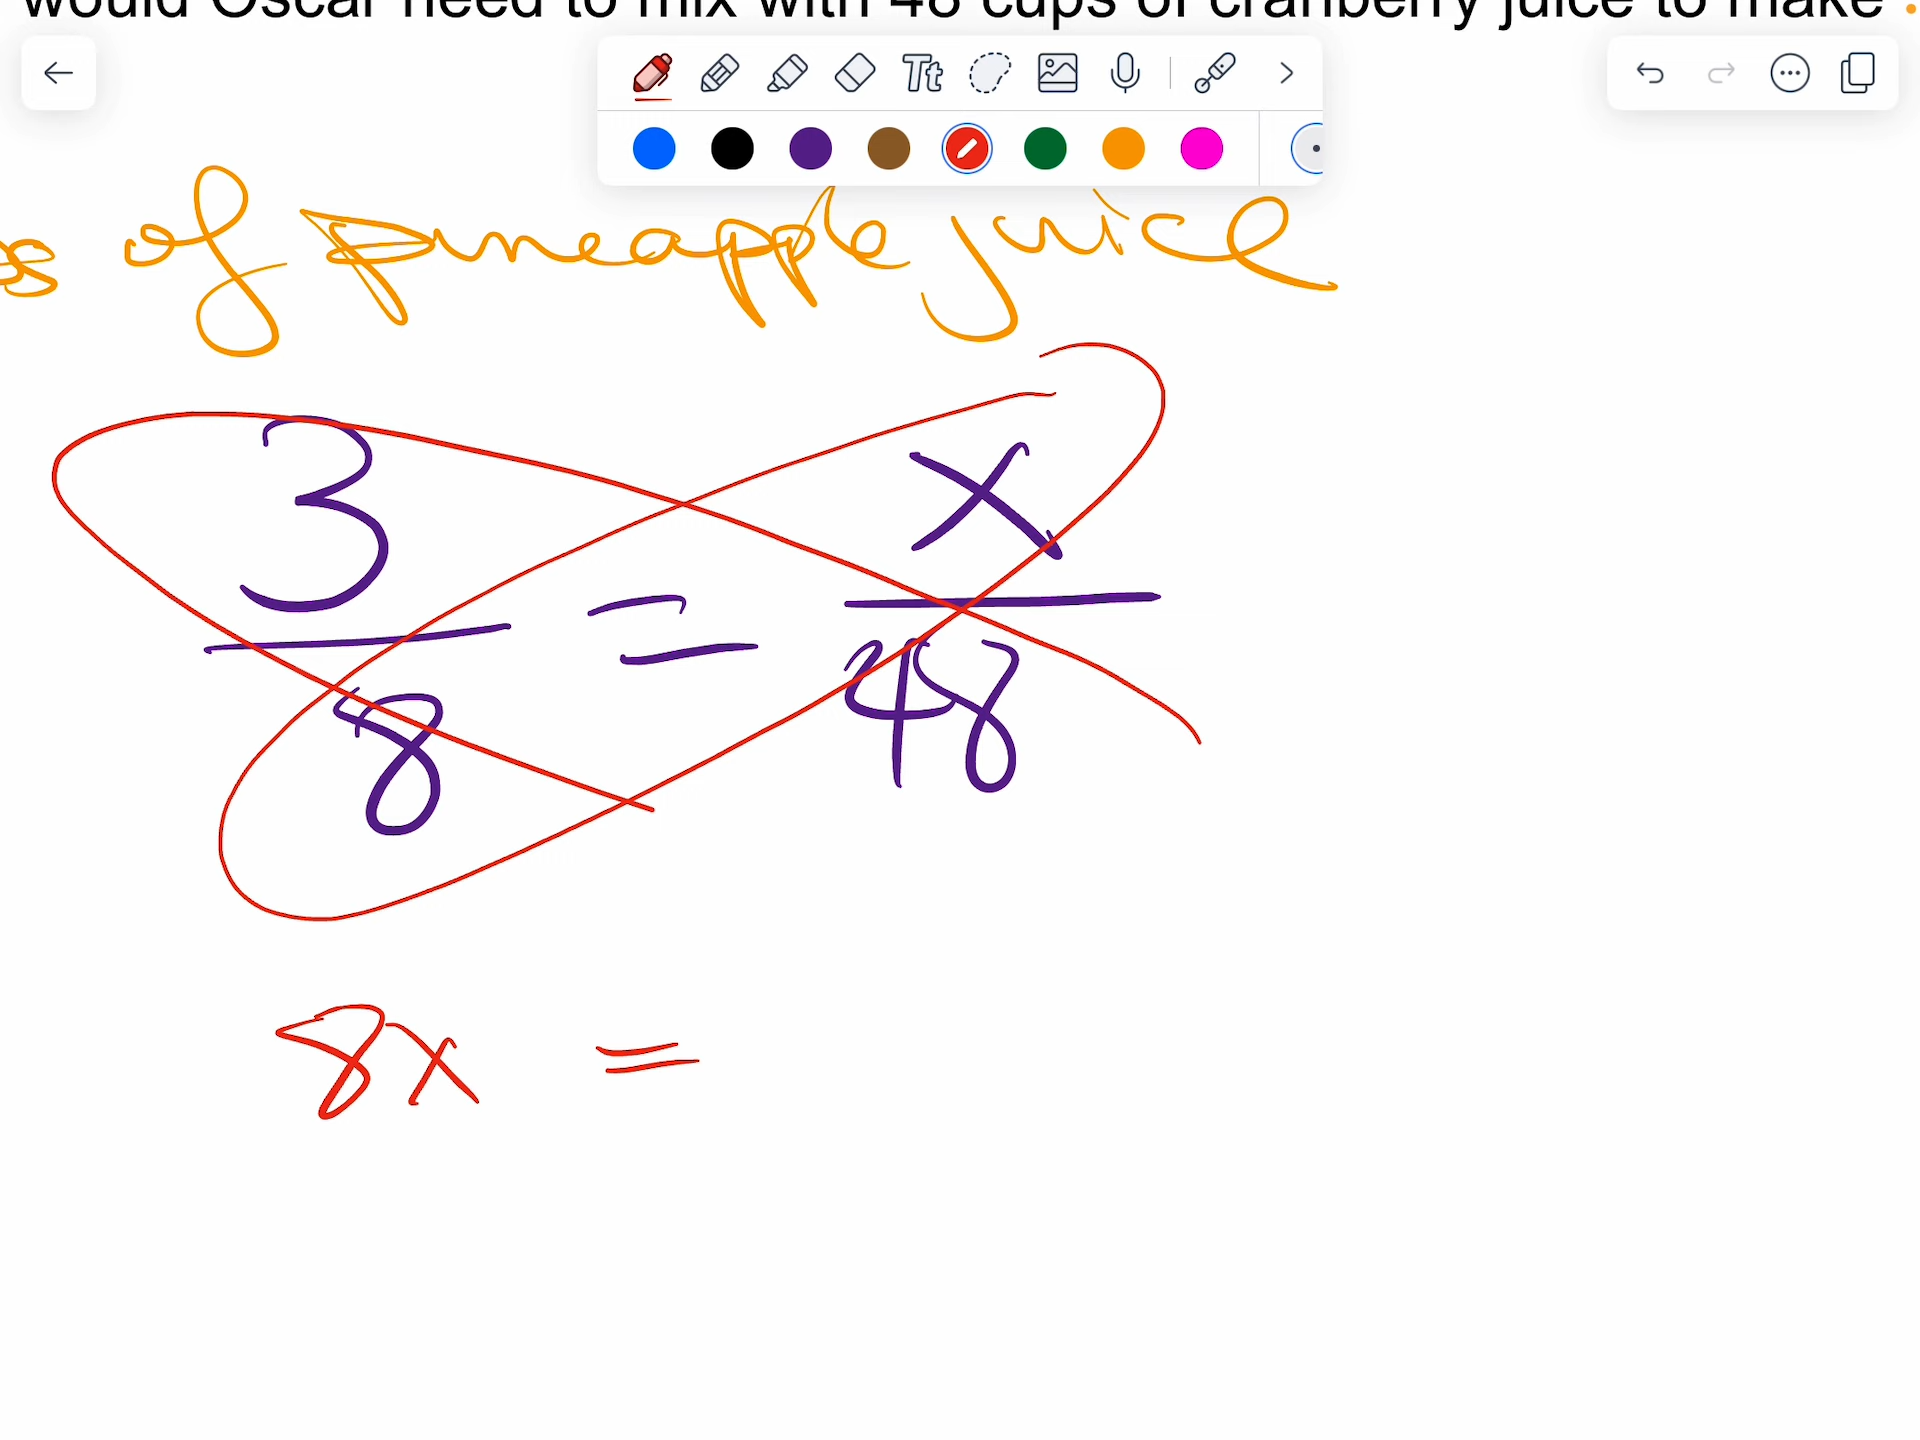 would Oscar need to mix with 48 cups of cranberry juice to make
Tt
s of pineapple juice
3 x
=
8 48
8x =